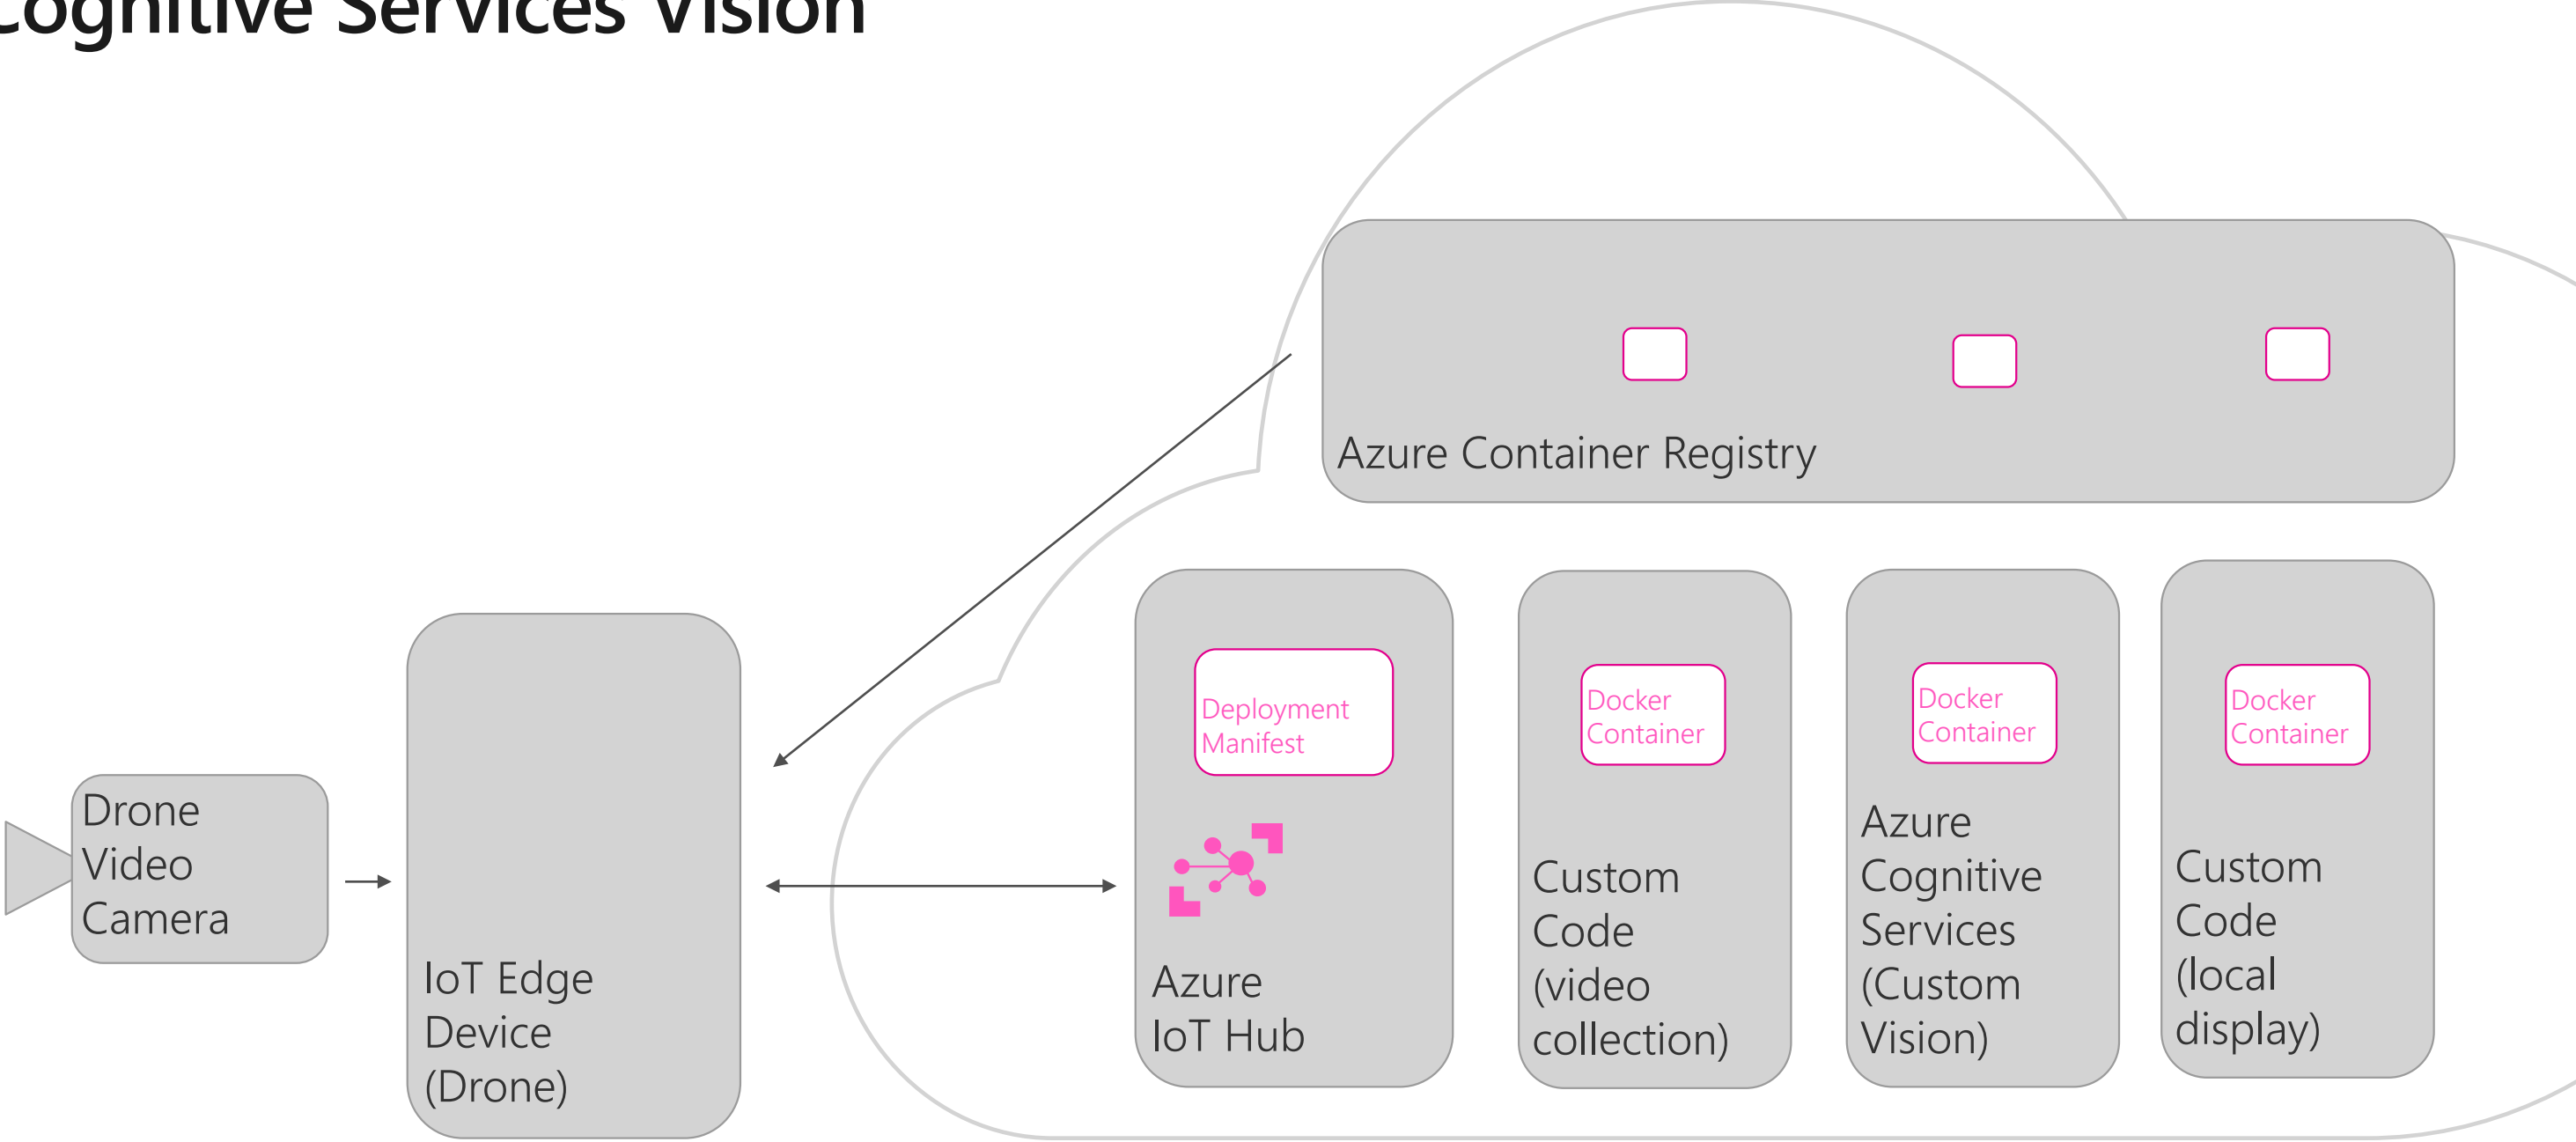 Cognitive Services Vision
Azure Container Registry
Deployment
Manifest
Docker
Container
Docker
Container
Docker
Container
Drone
Video
Camera
IoT Edge
Device
(Drone)
Azure
IoT Hub
Custom
Code
(video
collection)
Azure
Cognitive
Services
(Custom
Vision)
Custom
Code
(local
display)